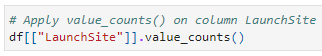 # Apply value_counts() on column LaunchSite
df[["LaunchSite"]].value_counts()